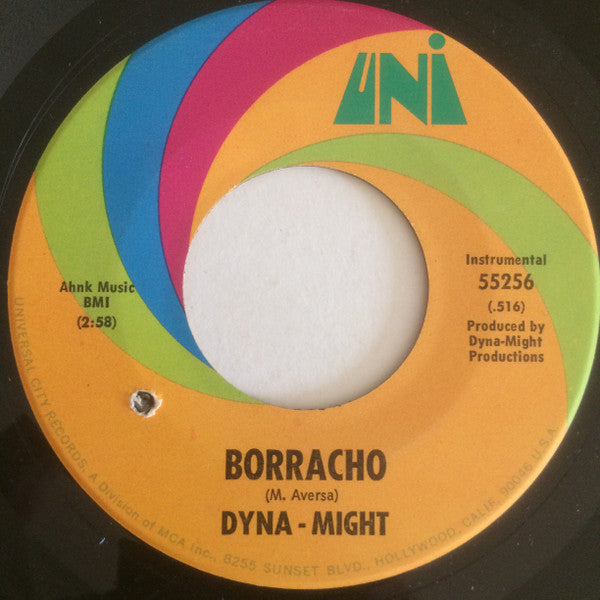 UNI
Ahnk Music
BMI
(2:58)
Instrumental
55256
(.516)
Produced by
Dyna-Might
Productions
BORRACHO
(M. Aversa)
DYNA - MIGHT
UNIVERSAL CITY RECORDS, A Division of MCA Inc., 8255 SUNSET BLVD., HOLLYWOOD, CALIF. 90046 U.S.A.